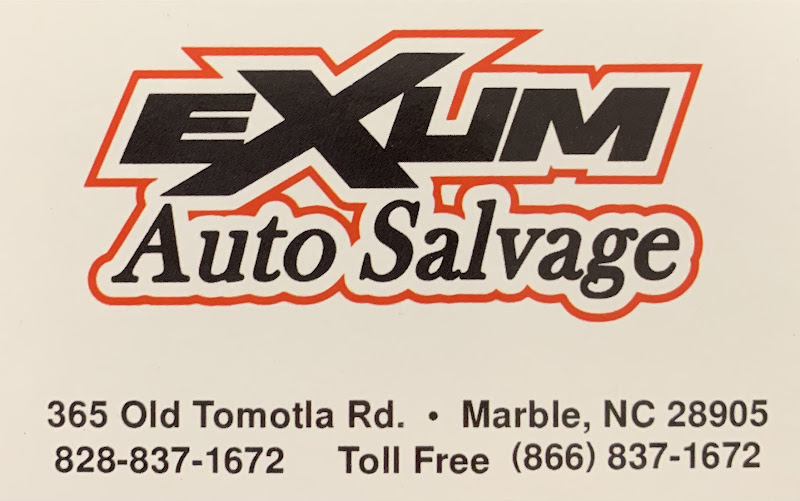 EXUM
Auto Salvage
365 Old Tomotla Rd. • Marble, NC 28905
828-837-1672 Toll Free (866) 837-1672